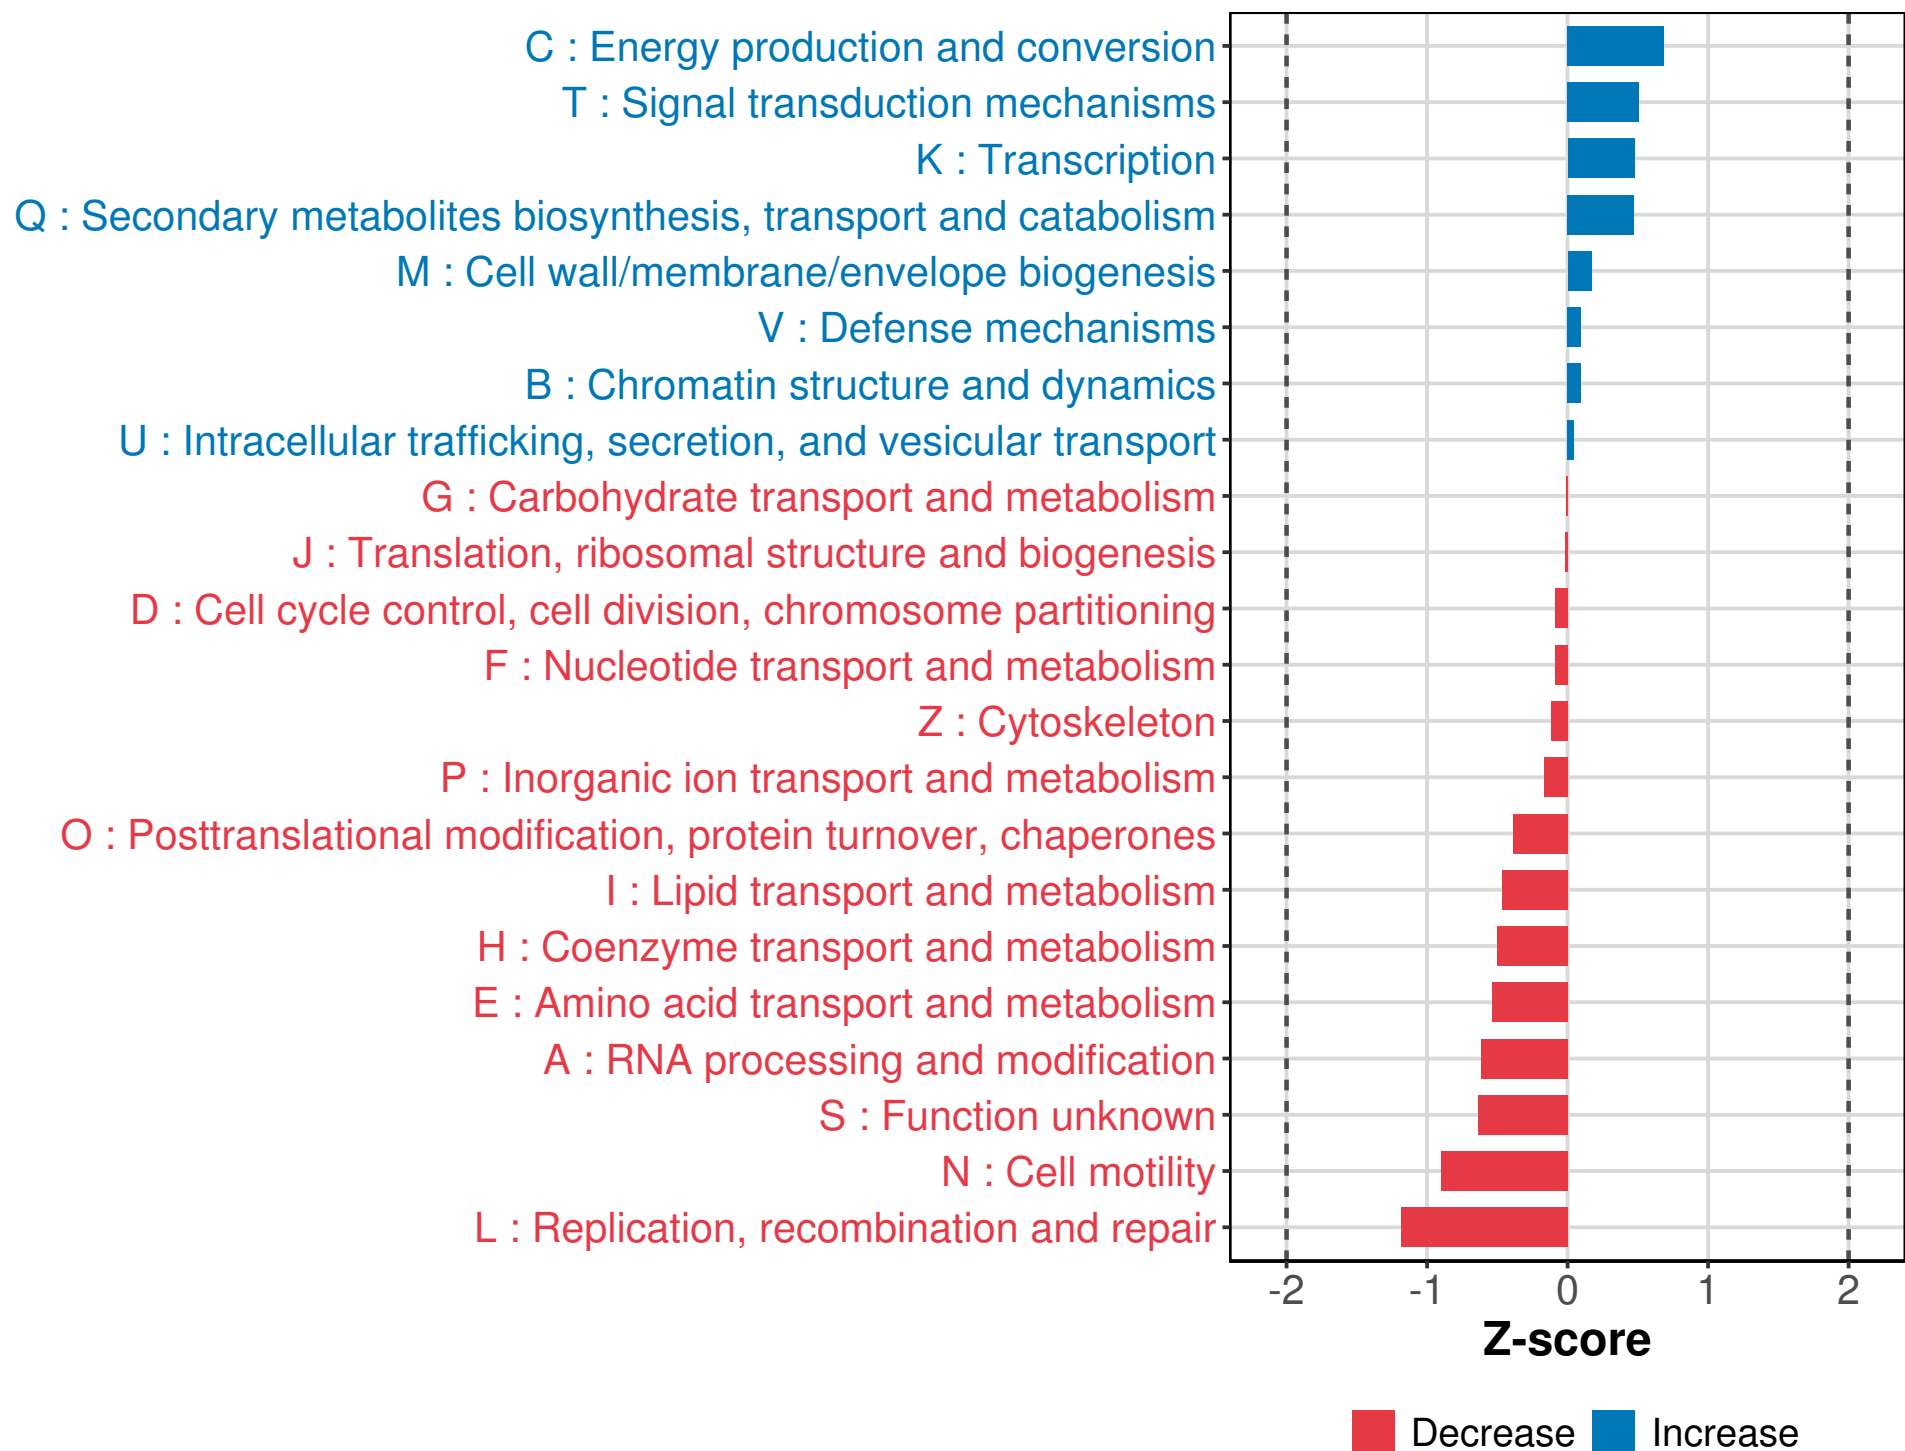 C : Energy production and conversion
T : Signal transduction mechanisms
K : Transcription
Q : Secondary metabolites biosynthesis, transport and catabolism
M : Cell wall/membrane/envelope biogenesis
V : Defense mechanisms
B : Chromatin structure and dynamics
U : Intracellular trafficking, secretion, and vesicular transport
G : Carbohydrate transport and metabolism
J : Translation, ribosomal structure and biogenesis
D : Cell cycle control, cell division, chromosome partitioning
F : Nucleotide transport and metabolism
Z : Cytoskeleton
P : Inorganic ion transport and metabolism
O : Posttranslational modification, protein turnover, chaperones
I : Lipid transport and metabolism
H : Coenzyme transport and metabolism
E : Amino acid transport and metabolism
A : RNA processing and modification
S : Function unknown
N : Cell motility
L : Replication, recombination and repair
-2 -1 0 1 2
Z-score
Decrease Increase